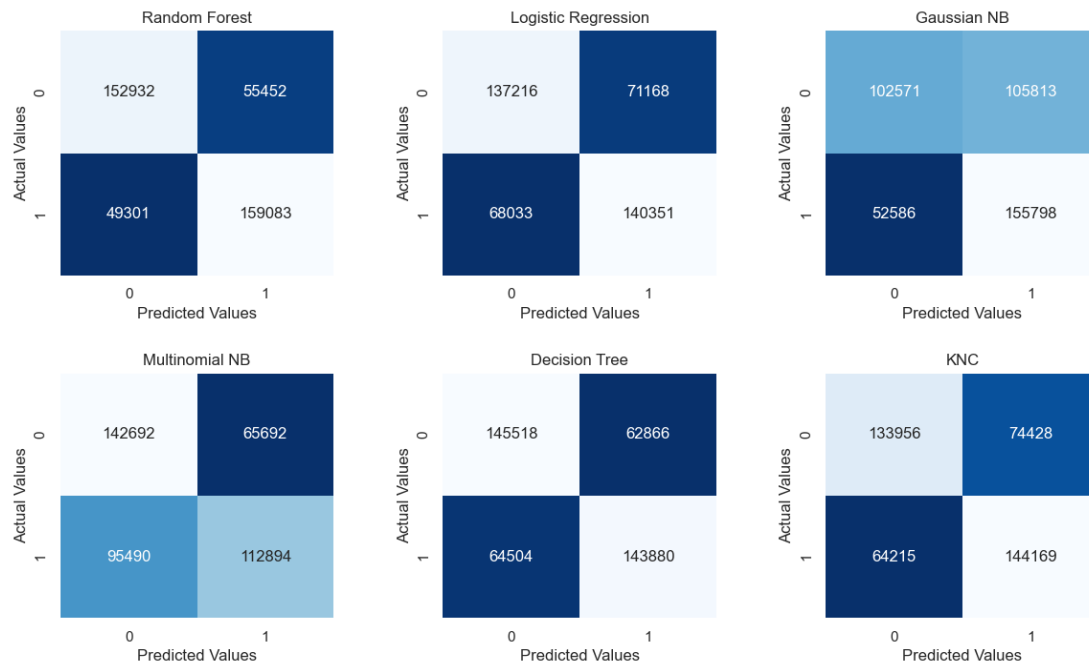 Random Forest
Logistic Regression
Gaussian NB
Actual Values
0
152932
55452
1
49301
159083
0
1
Predicted Values
Actual Values
0
137216
71168
1
68033
140351
0
1
Predicted Values
Actual Values
0
102571
105813
1
52586
155798
0
1
Predicted Values
Multinomial NB
Decision Tree
KNC
Actual Values
0
142692
65692
1
95490
112894
0
1
Predicted Values
Actual Values
0
145518
62866
1
64504
143880
0
1
Predicted Values
Actual Values
0
133956
74428
1
64215
144169
0
1
Predicted Values